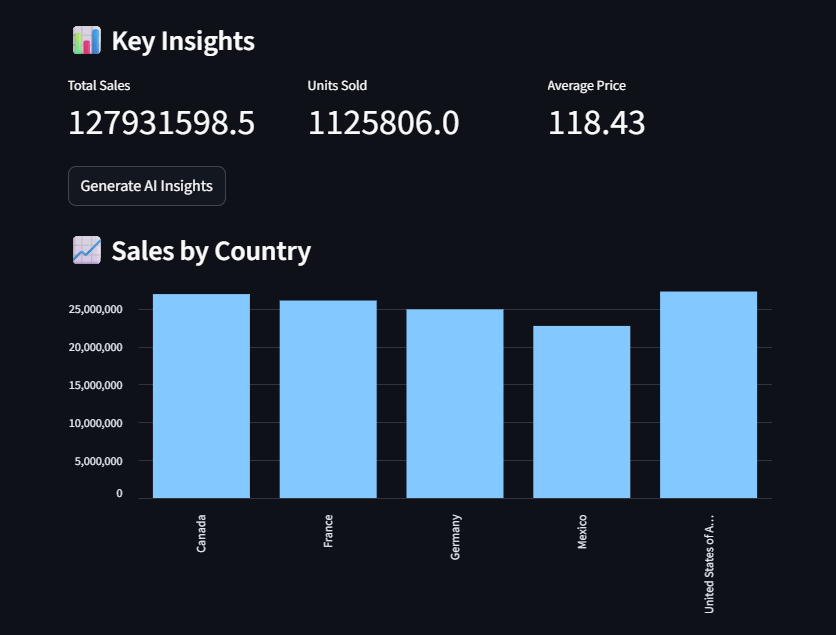 Key Insights
Total Sales
Units Sold
Average Price
127931598.5
1125806.0
118.43
Generate AI Insights
Sales by Country
25,000,000
20,000,000
15,000,000
10,000,000
5,000,000
0
Canada
France
Germany
Mexico
United States of A...